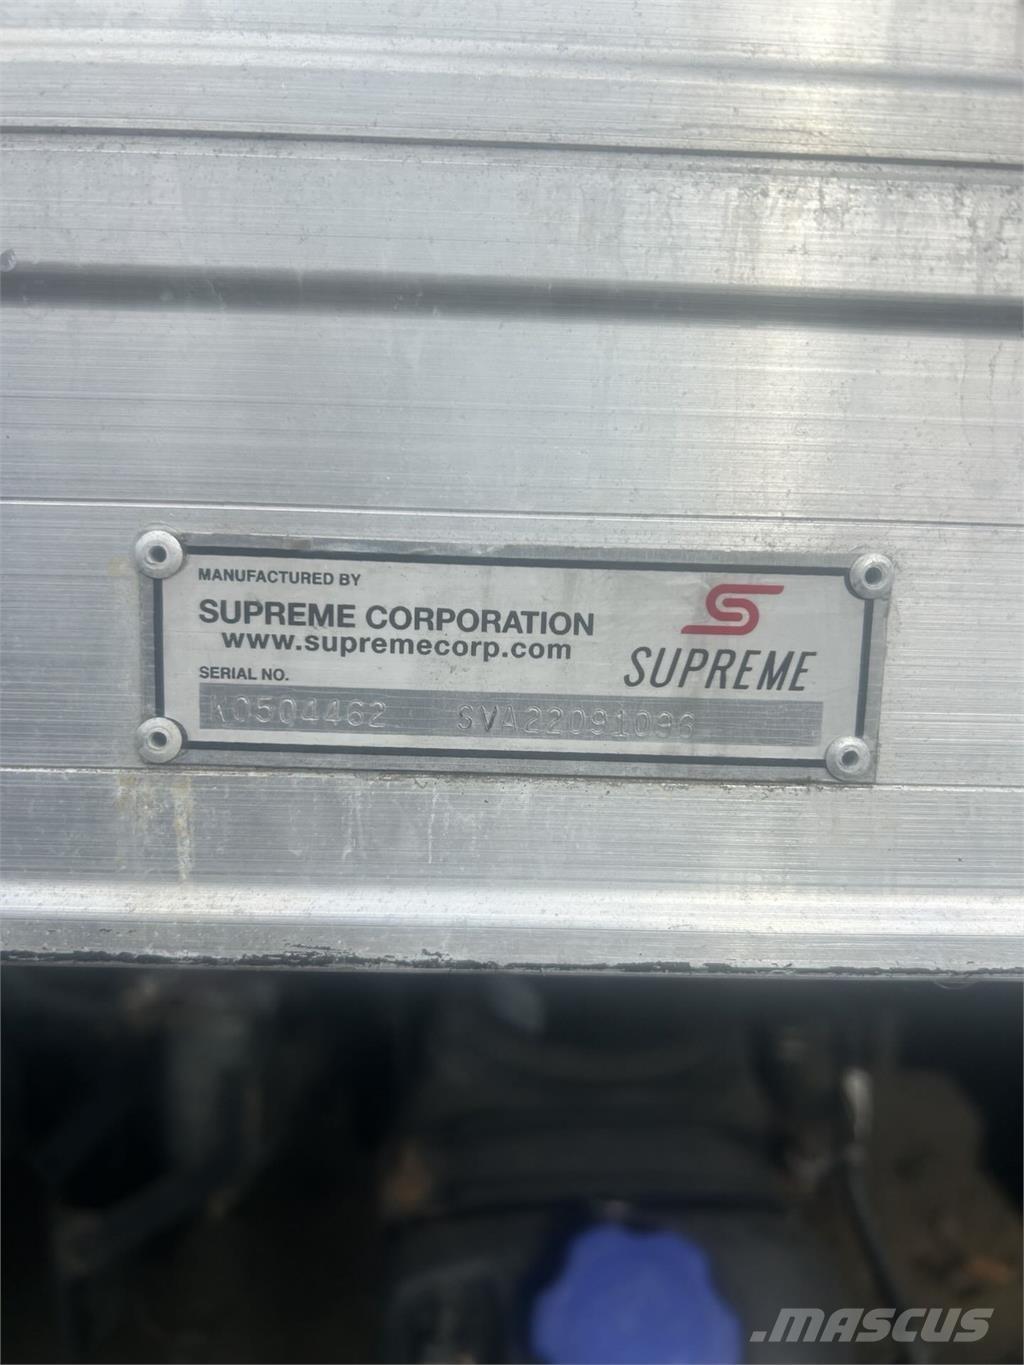 MANUFACTURED BY
SUPREME CORPORATION
www.supremecorp.com
SUPREME
SERIAL NO.
K0504462 SVA22091096
MASCUS